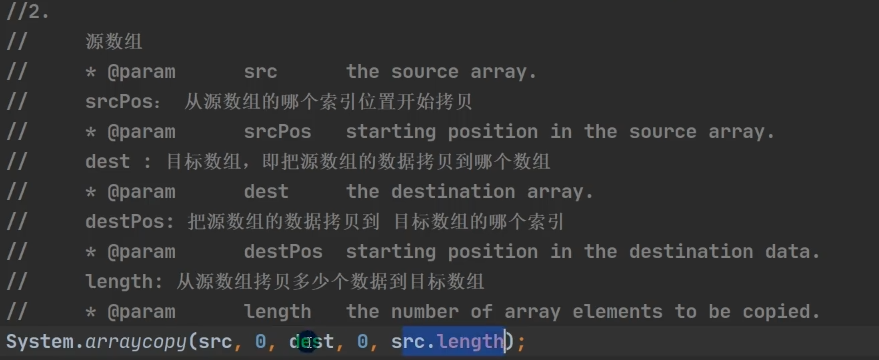 //2.
// 源数组
// * @param src the source array.
// srcPos: 从源数组的哪个索引位置开始拷贝
// * @param srcPos starting position in the source array.
// dest : 目标数组，即把源数组的数据拷贝到哪个数组
// * @param dest the destination array.
// destPos: 把源数组的数据拷贝到 目标数组的哪个索引
// * @param destPos starting position in the destination data.
// length: 从源数组拷贝多少个数据到目标数组
// * @param length the number of array elements to be copied.
System.arraycopy(src, 0, dest, 0, src.length);